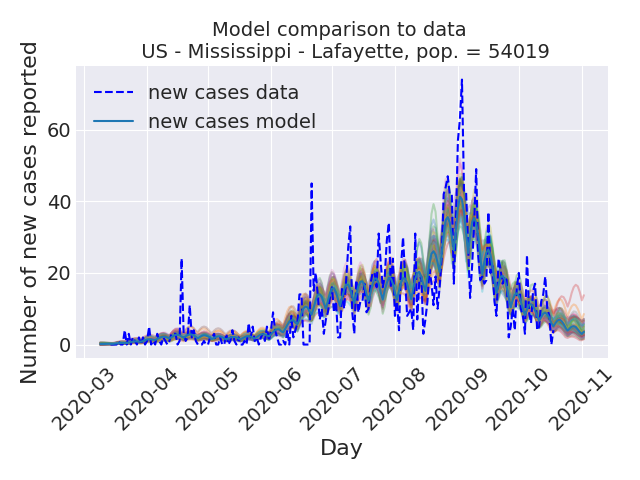 Model comparison to data
US - Mississippi - Lafayette, pop. = 54019
Number of new cases reported
new cases data
new cases model
60
40
20
0
2020-03
2020-04
2020-05
2020-06
2020-07
2020-08
2020-09
2020-10
2020-11
Day